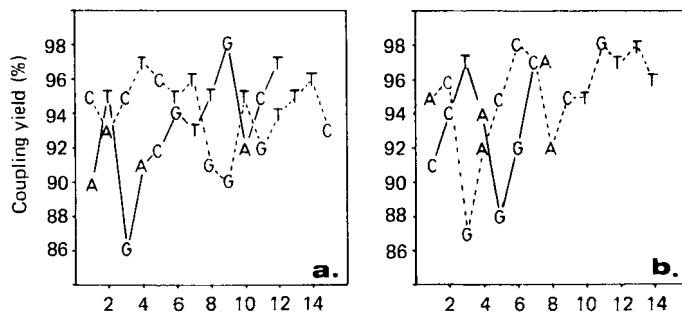 Coupling yield (%)
98 G
T T
96 C T T
C T C T T T C T
94 G T
A T C
92 C A G
A G
90 A G
88
86 G
a.
2 4 6 8 10 12 14
98 C G T
T C A T
96 C T
A C C T
94 C A
92 A G A
C
90
88 G
G
86
b.
2 4 6 8 10 12 14